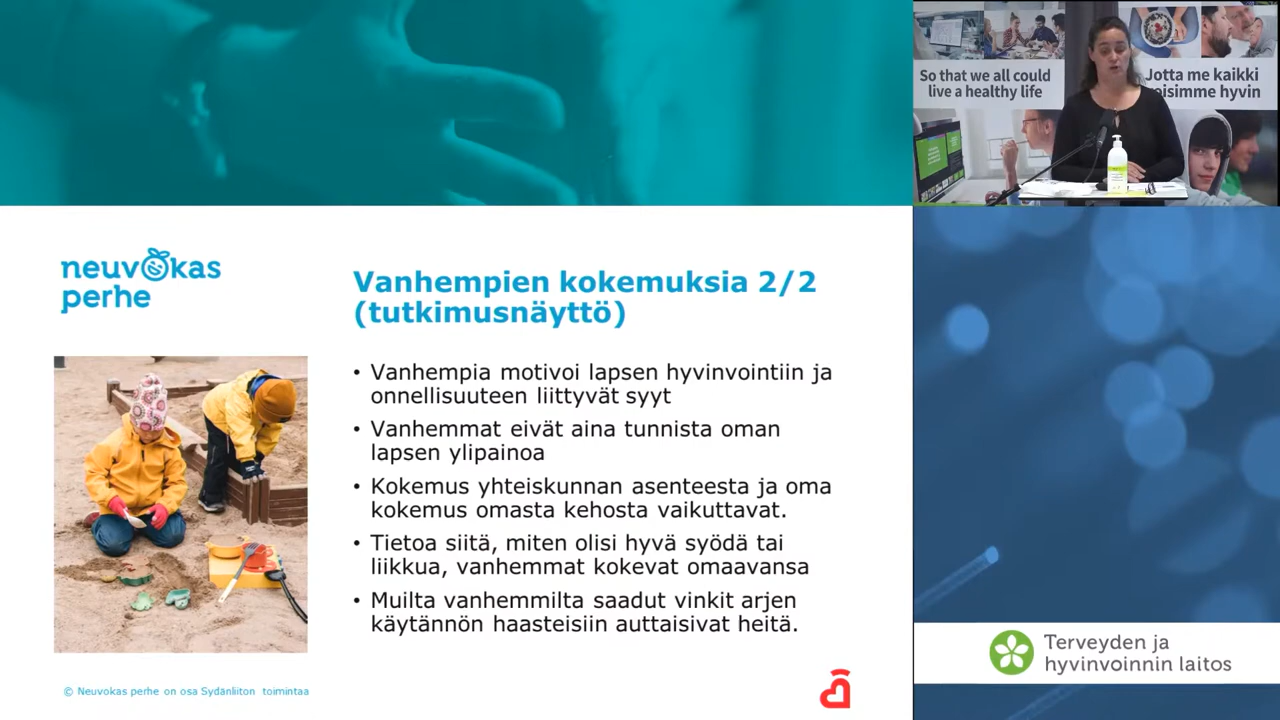 neuvokas
perhe
Vanhempien kokemuksia 2/2
(tutkimusnäyttö)
• Vanhempia motivoi lapsen hyvinvointiin ja
onnellisuuteen liittyvät syyt
• Vanhemmat eivät aina tunnista oman
lapsen ylipainoa
• Kokemus yhteiskunnan asenteesta ja oma
kokemus omasta kehosta vaikuttavat.
• Tietoa siitä, miten olisi hyvä syödä tai
liikkua, vanhemmat kokevat omaavansa
• Muilta vanhemmilta saadut vinkit arjen
käytännön haasteisiin auttaisivat heitä.
© Neuvokas perhe on osa Sydänliiton toimintaa
So that we all could
live a healthy life
Jotta me kaikki
hyvin
Terveyden ja
hyvinvoinnin laitos